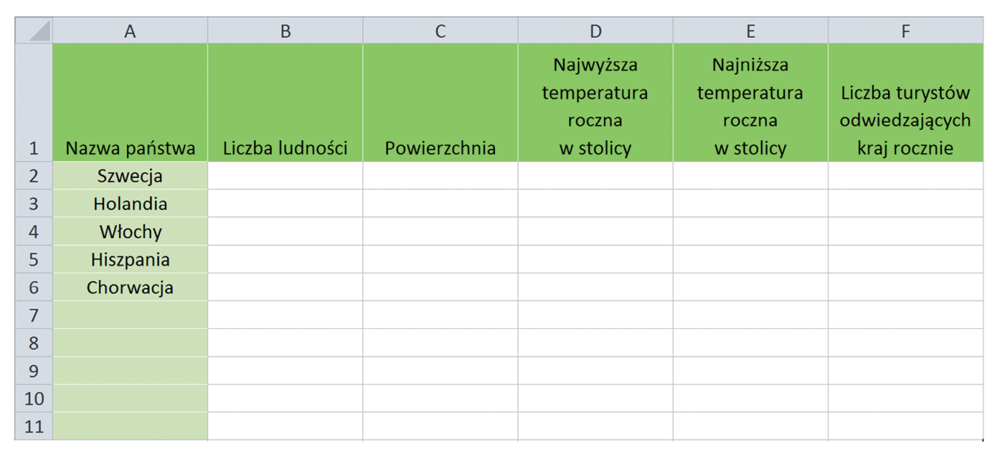 A B C D E F
Najwyższa Najniższa
temperatura temperatura Liczba turystów
roczna roczna odwiedzających
1 Nazwa państwa Liczba ludności Powierzchnia w stolicy w stolicy kraj rocznie
2 Szwecja
3 Holandia
4 Włochy
5 Hiszpania
6 Chorwacja
7
8
9
10
11